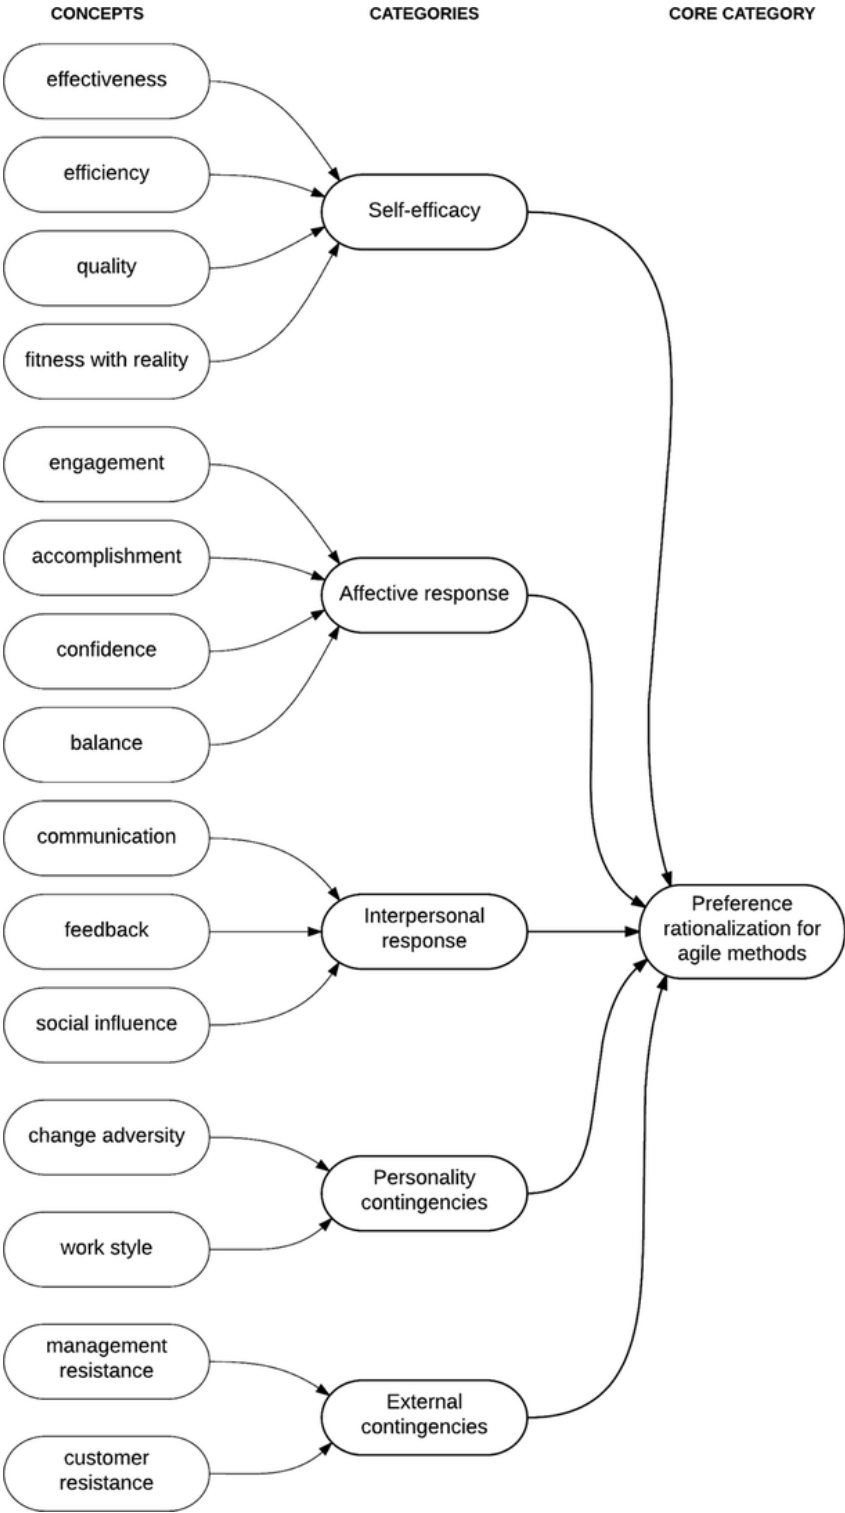 CONCEPTS
CATEGORIES
CORE CATEGORY
effectiveness
efficiency
quality
fitness with reality
Self-efficacy
engagement
accomplishment
confidence
balance
Affective response
communication
feedback
social influence
Interpersonal
response
change adversity
work style
Personality
contingencies
management
resistance
customer
resistance
External
contingencies
Preference
rationalization for
agile methods